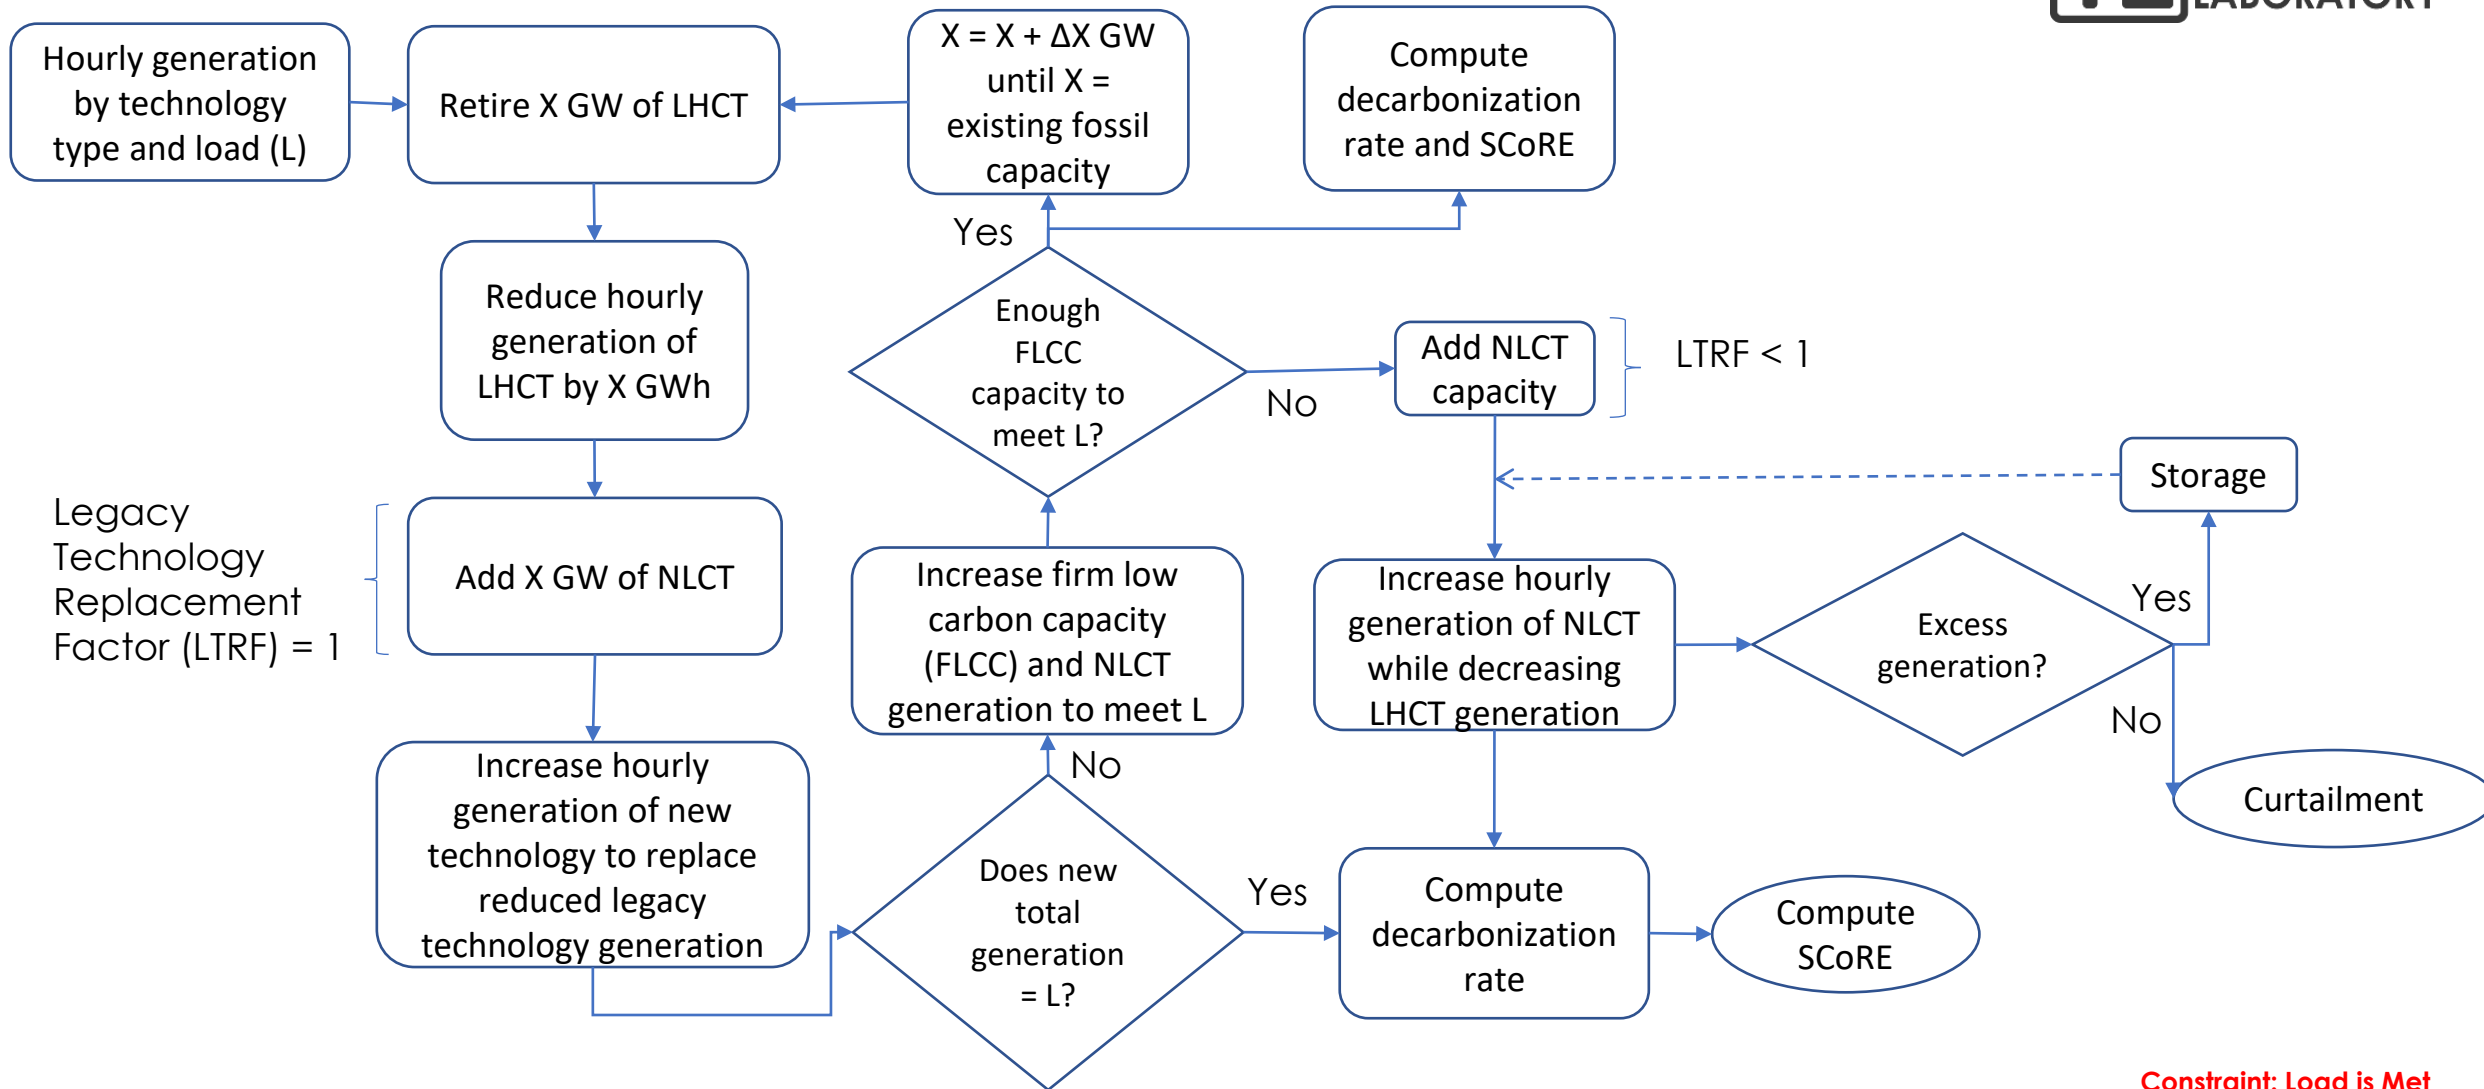 LABORATORY
Hourly generation
by technology
type and load (L)
Retire X GW of LHCT
X = X + ΔX GW
until X =
existing fossil
capacity
Compute
decarbonization
rate and SCoRE
Yes
Reduce hourly
generation of
LHCT by X GWh
Enough
FLCC
capacity to
meet L?
No
Add NLCT
capacity
LTRF < 1
Storage
Legacy
Technology
Replacement
Factor (LTRF) = 1
Add X GW of NLCT
Increase firm low
carbon capacity
(FLCC) and NLCT
generation to meet L
Increase hourly
generation of NLCT
while decreasing
LHCT generation
Excess
generation?
Yes
No
Curtailment
Increase hourly
generation of new
technology to replace
reduced legacy
technology generation
No
Does new
total
generation
= L?
Yes
Compute
decarbonization
rate
Compute
SCoRE
Constraint: Load is Met